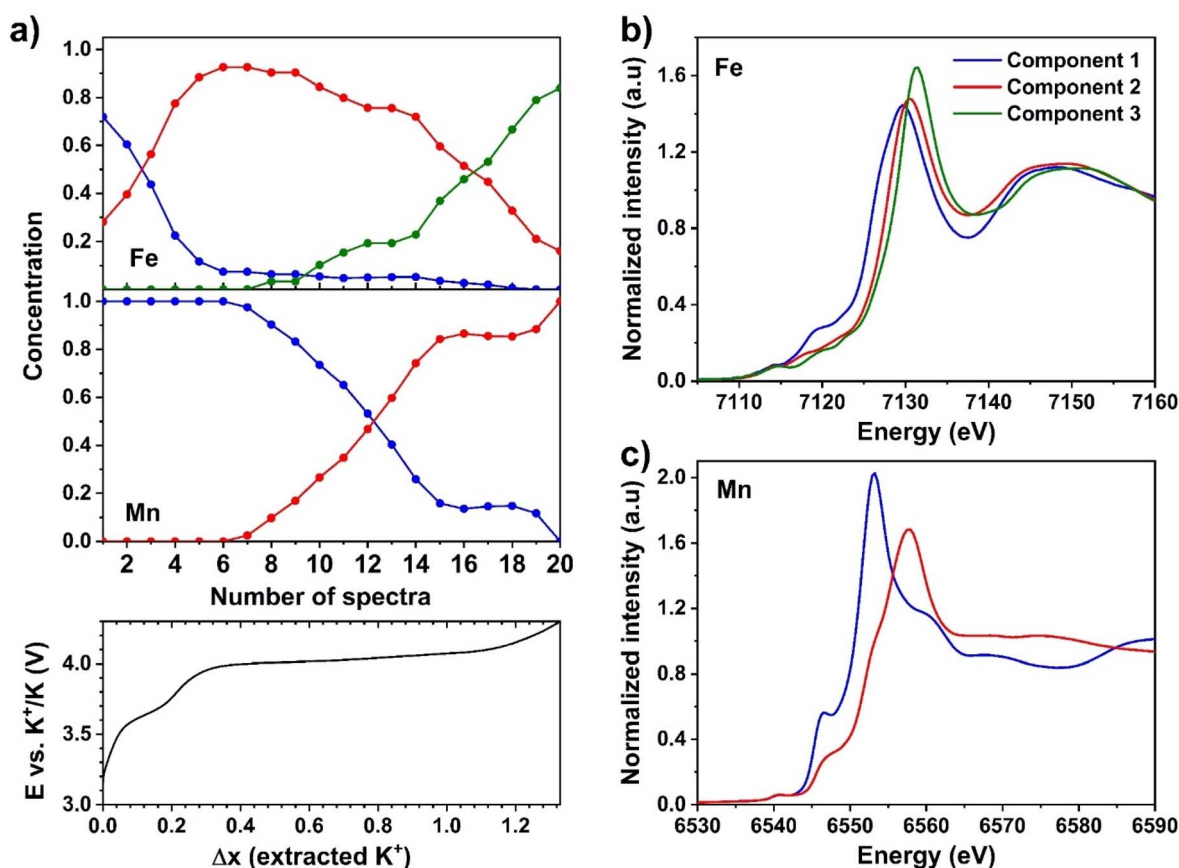 a)
1.0
0.8
0.6
0.4
0.2
Fe
1.0
0.8
0.6
0.4
0.2
0.0
Mn
2 4 6 8 10 12 14 16 18 20
Number of spectra
Concentration
4.0
3.5
3.0
E vs. K⁺/K (V)
0.0 0.2 0.4 0.6 0.8 1.0 1.2
Δx (extracted K⁺)
b)
Fe
Component 1
Component 2
Component 3
1.6
1.2
0.8
0.4
0.0
Normalized intensity (a.u)
7110 7120 7130 7140 7150 7160
Energy (eV)
c)
Mn
2.0
1.6
1.2
0.8
0.4
0.0
Normalized intensity (a.u)
6530 6540 6550 6560 6570 6580 6590
Energy (eV)